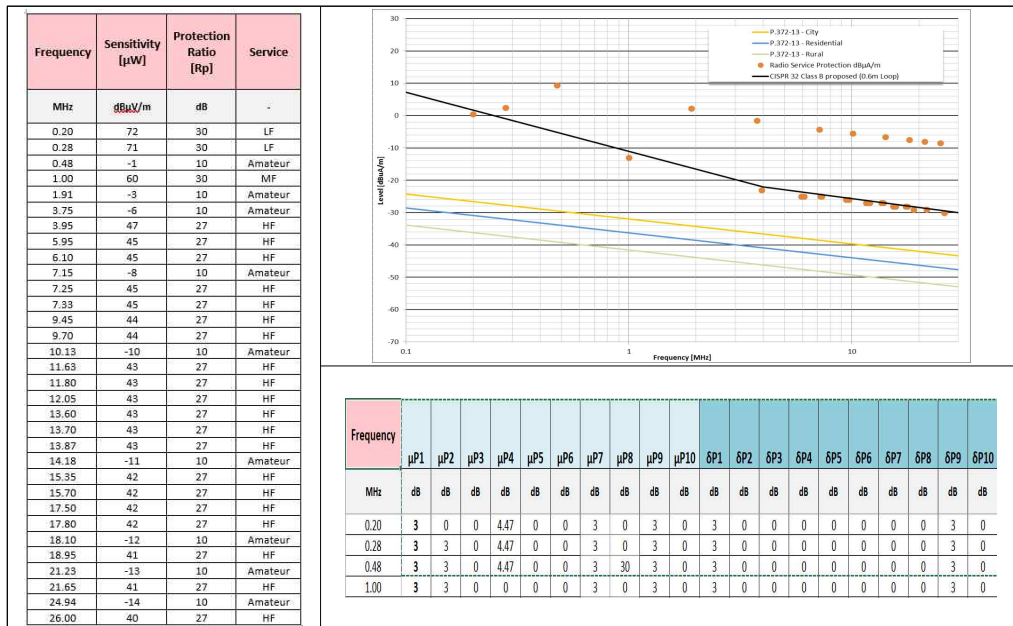 Frequency Sensitivity [µW] Protection Ratio [Rp] Service
MHz dBµV/m dB -
0.20 72 30 LF
0.28 71 30 LF
0.48 -1 10 Amateur
1.00 60 30 MF
1.91 -3 10 Amateur
3.75 -6 10 Amateur
3.95 47 27 HF
5.95 45 27 HF
6.10 45 27 HF
7.15 -8 10 Amateur
7.25 45 27 HF
7.33 45 27 HF
9.45 44 27 HF
9.70 44 27 HF
10.13 -10 10 Amateur
11.63 43 27 HF
11.80 43 27 HF
12.05 43 27 HF
13.60 43 27 HF
13.70 43 27 HF
13.87 43 27 HF
14.18 -11 10 Amateur
15.35 42 27 HF
15.70 42 27 HF
17.50 42 27 HF
17.80 42 27 HF
18.10 -12 10 Amateur
18.95 41 27 HF
21.23 -13 10 Amateur
21.65 41 27 HF
24.94 -14 10 Amateur
26.00 40 27 HF
P.372-13 - City
P.372-13 - Residential
P.372-13 - Rural
Radio Service Protection dBµA/m
CISPR 32 Class B proposed (0.6m Loop)
Level [dBuA/m]
30
20
10
0
-10
-20
-30
-40
-50
-60
-70
0.1 1 10
Frequency [MHz]
Frequency µP1 µP2 µP3 µP4 µP5 µP6 µP7 µP8 µP9 µP10 δP1 δP2 δP3 δP4 δP5 δP6 δP7 δP8 δP9 δP10
MHz dB dB dB dB dB dB dB dB dB dB dB dB dB dB dB dB dB dB dB dB
0.20 3 0 0 4.47 0 0 3 0 3 0 3 0 0 0 0 0 0 0 3 0
0.28 3 3 0 4.47 0 0 3 0 3 0 3 0 0 0 0 0 0 0 3 0
0.48 3 3 0 4.47 0 0 3 30 3 0 3 0 0 0 0 0 0 0 3 0
1.00 3 3 0 0 0 0 3 0 3 0 3 0 0 0 0 0 0 0 3 0